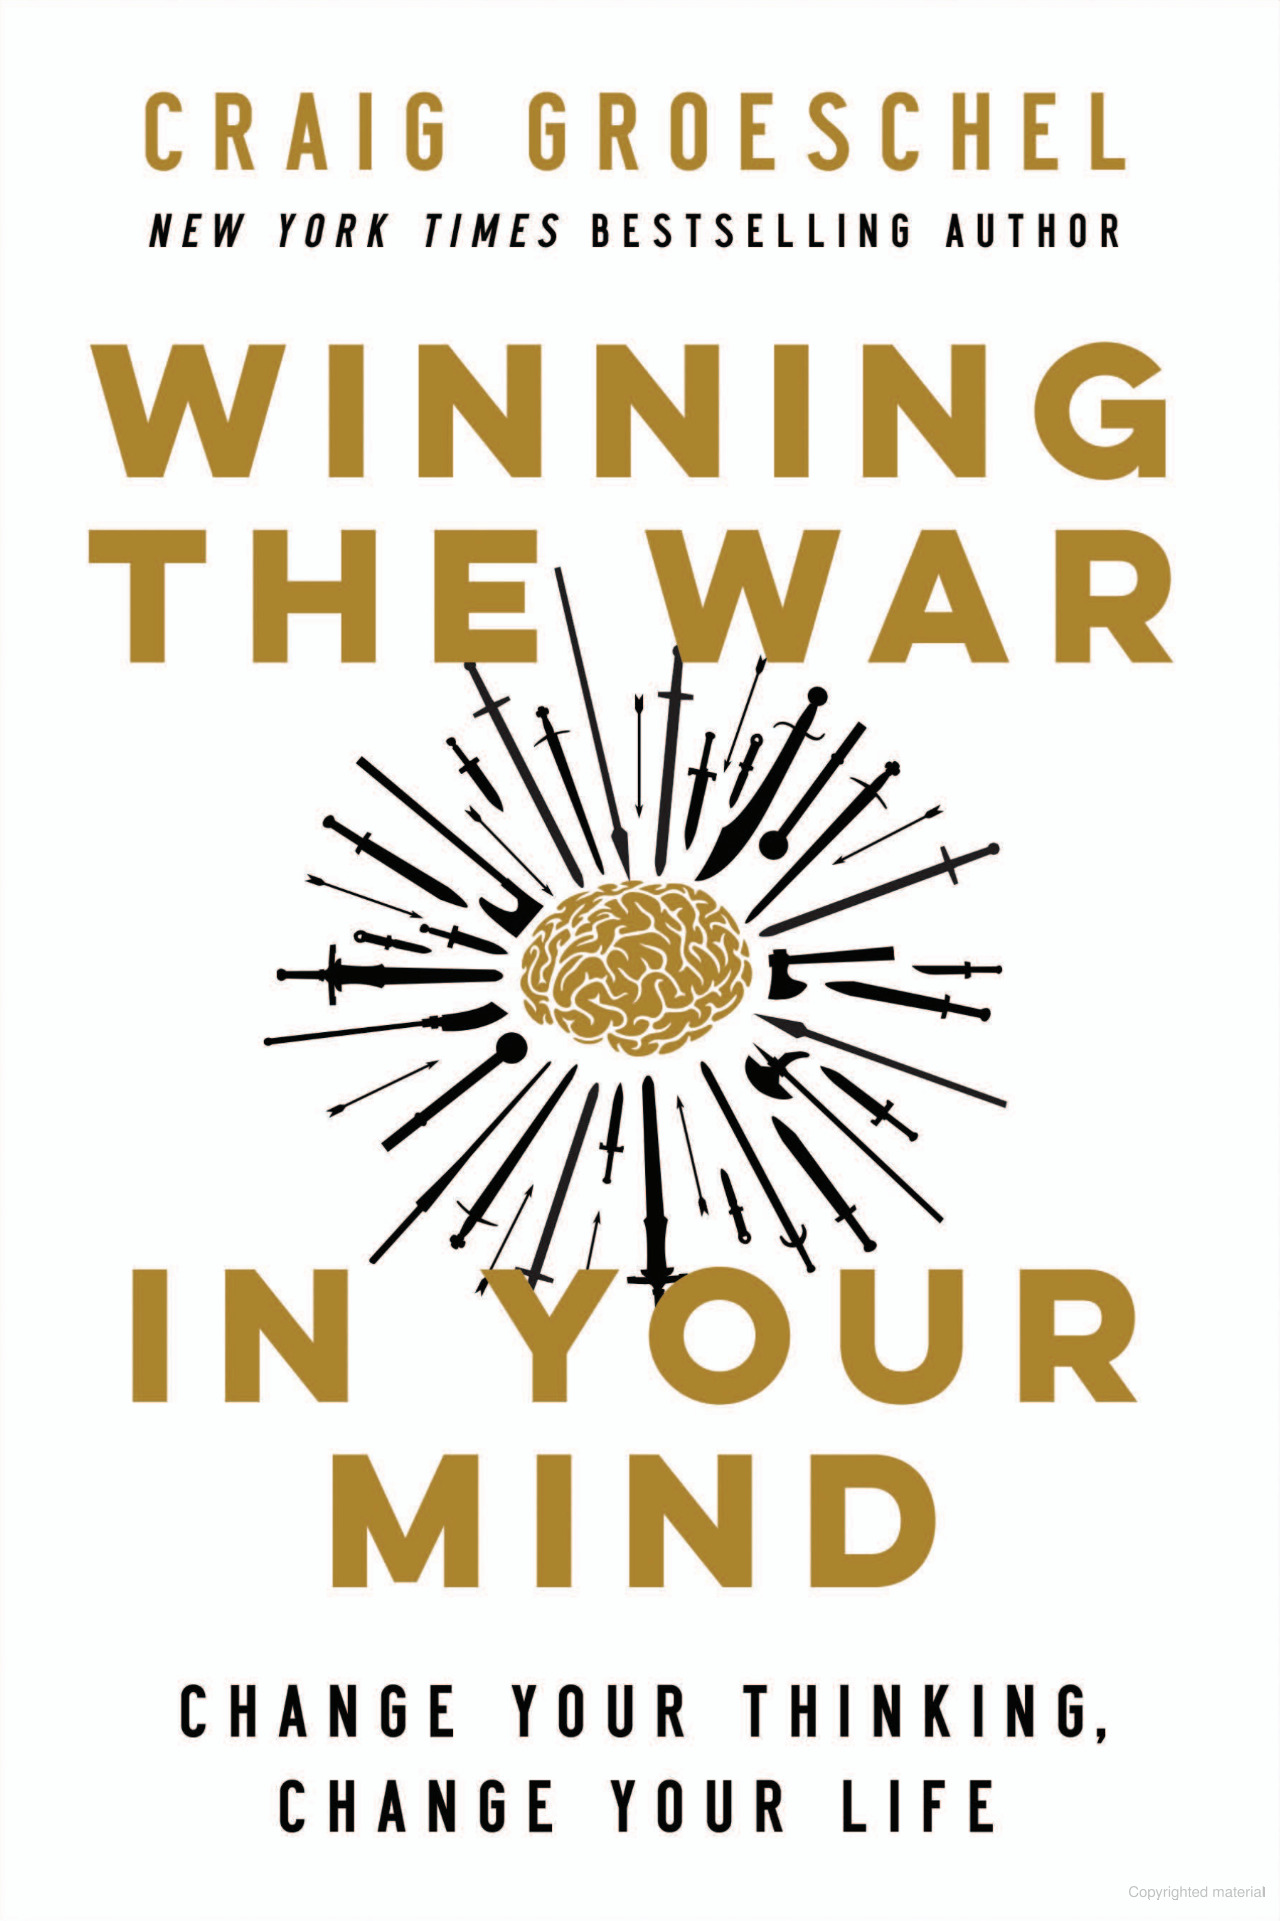 CRAIG GROESCHEL
NEW YORK TIMES BESTSELLING AUTHOR
WINNING
THE WAR
IN YOUR
MIND
CHANGE YOUR THINKING,
CHANGE YOUR LIFE
Copyrighted material